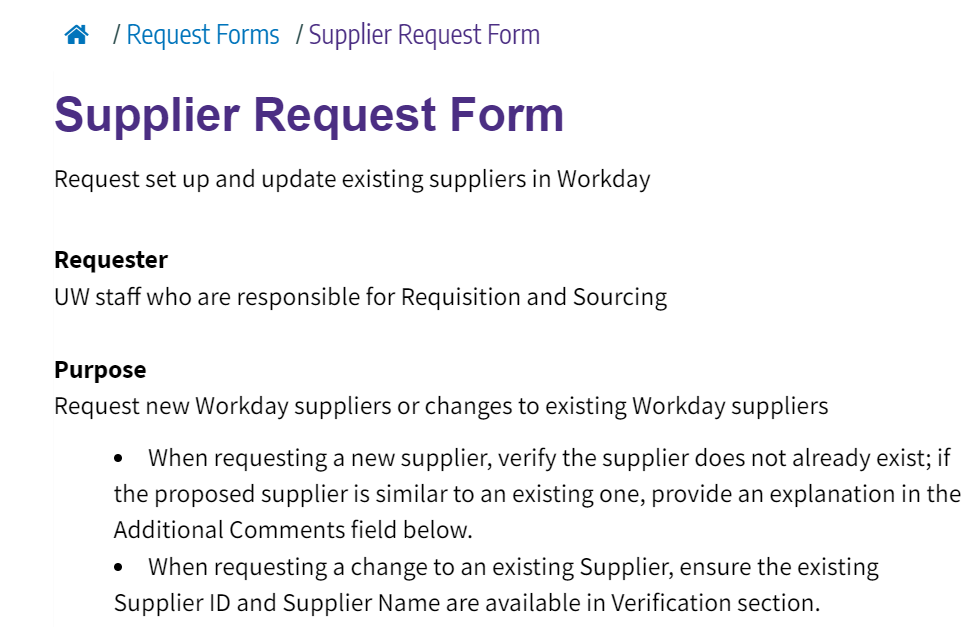 / Request Forms / Supplier Request Form
Supplier Request Form
Request set up and update existing suppliers in Workday
Requester
UW staff who are responsible for Requisition and Sourcing
Purpose
Request new Workday suppliers or changes to existing Workday suppliers
• When requesting a new supplier, verify the supplier does not already exist; if
the proposed supplier is similar to an existing one, provide an explanation in the
Additional Comments field below.
• When requesting a change to an existing Supplier, ensure the existing
Supplier ID and Supplier Name are available in Verification section.